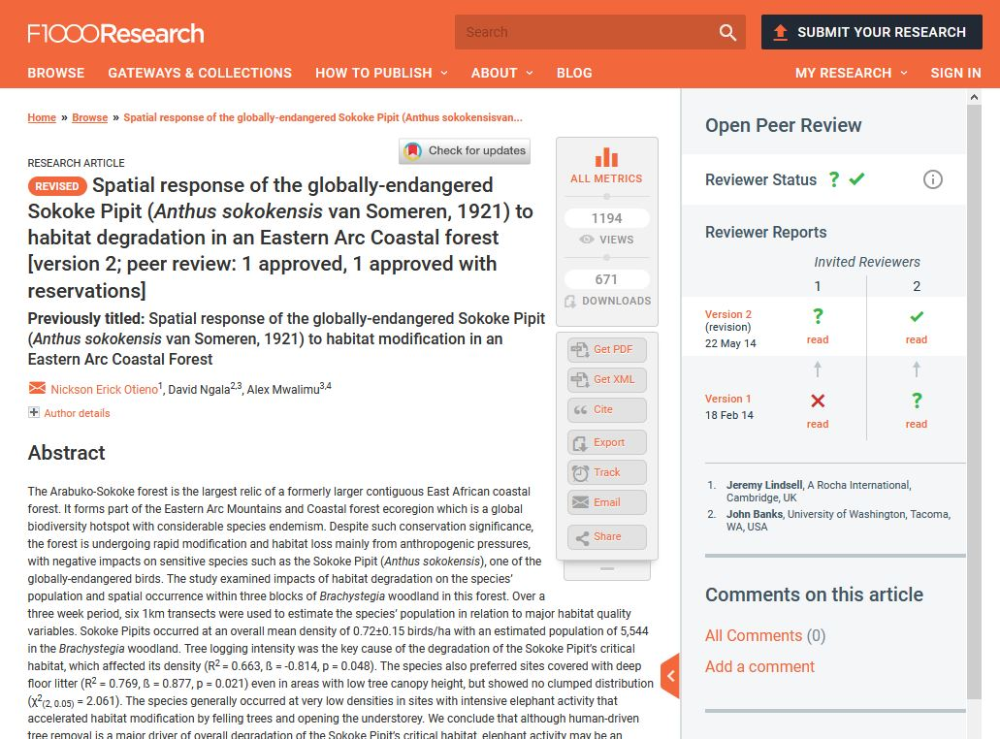 F1000Research
Search
SUBMIT YOUR RESEARCH
BROWSE GATEWAYS & COLLECTIONS HOW TO PUBLISH ABOUT BLOG MY RESEARCH SIGN IN
Home » Browse » Spatial response of the globally-endangered Sokoke Pipit (Anthus sokokensisvan...
Check for updates
RESEARCH ARTICLE
REVISED Spatial response of the globally-endangered
Sokoke Pipit (Anthus sokokensis van Someren, 1921) to
habitat degradation in an Eastern Arc Coastal forest
[version 2; peer review: 1 approved, 1 approved with
reservations]
Previously titled: Spatial response of the globally-endangered Sokoke Pipit
(Anthus sokokensis van Someren, 1921) to habitat modification in an
Eastern Arc Coastal Forest
Nickson Erick Otieno1, David Ngala2,3, Alex Mwalimu3,4
Author details
Abstract
The Arabuko-Sokoke forest is the largest relic of a formerly larger contiguous East African coastal
forest. It forms part of the Eastern Arc Mountains and Coastal forest ecoregion which is a global
biodiversity hotspot with considerable species endemism. Despite such conservation significance,
the forest is undergoing rapid modification and habitat loss mainly from anthropogenic pressures,
with negative impacts on sensitive species such as the Sokoke Pipit (Anthus sokokensis), one of the
globally-endangered birds. The study examined impacts of habitat degradation on the species'
population and spatial occurrence within three blocks of Brachystegia woodland in this forest. Over a
three week period, six 1km transects were used to estimate the species' population in relation to major habitat quality
variables. Sokoke Pipits occurred at an overall mean density of 0.72±0.15 birds/ha with an estimated population of 5,544
in the Brachystegia woodland. Tree logging intensity was the key cause of the degradation of the Sokoke Pipit's critical
habitat, which affected its density (R2 = 0.663, ß = -0.814, p = 0.048). The species also preferred sites covered with deep
floor litter (R2 = 0.769, ß = 0.877, p = 0.021) even in areas with low tree canopy height, but showed no clumped distribution
(χ2(2, 0.05) = 2.061). The species generally occurred at very low densities in sites with intensive elephant activity that
accelerated habitat modification by felling trees and opening the understorey. We conclude that although human-driven
tree removal is a major driver of overall degradation of the Sokoke Pipit's critical habitat, elephant activity may be an
ALL METRICS
1194
VIEWS
671
DOWNLOADS
Get PDF
Get XML
Cite
Export
Track
Email
Share
Open Peer Review
Reviewer Status ? ✓
Reviewer Reports
Invited Reviewers
1 2
Version 2
(revision)
22 May 14
? ✓
read read
Version 1
18 Feb 14
✕ ?
read read
1. Jeremy Lindsell, A Rocha International,
Cambridge, UK
2. John Banks, University of Washington, Tacoma,
WA, USA
Comments on this article
All Comments (0)
Add a comment